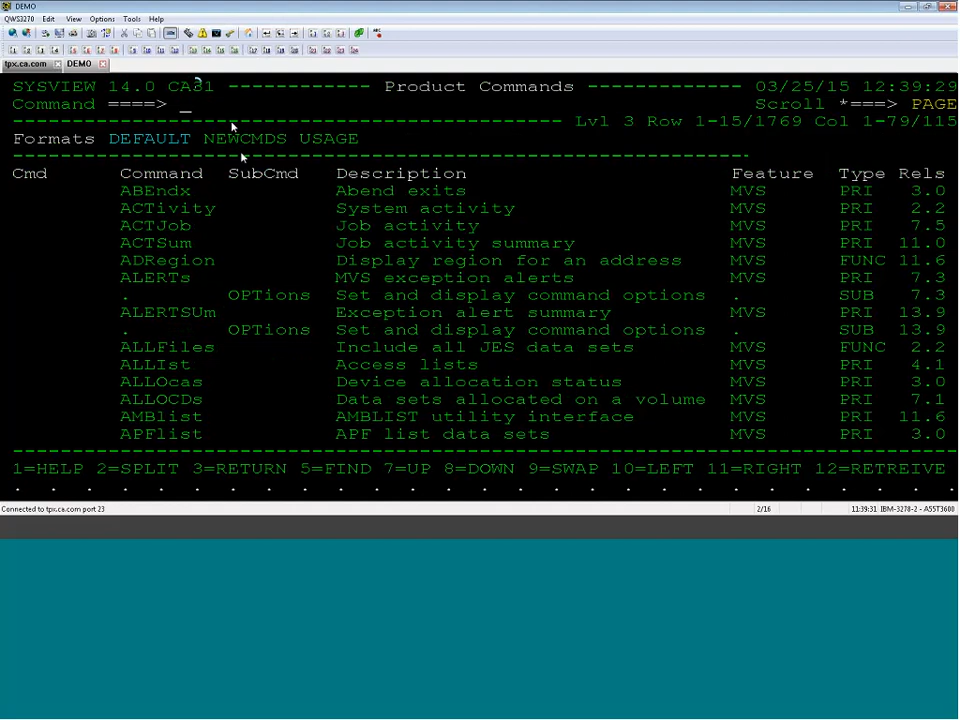 DEMO
QWS3270 Edit View Options Tools Help
tpx.ca.com DEMO
SYSVIEW 14.0 CA31 ------------ Product Commands ------------- 03/25/15 12:39:29
Command ====> _ Scroll *===> PAGE
Lvl 3 Row 1-15/1769 Col 1-79/115
Formats DEFAULT NEWCMDS USAGE
Cmd Command SubCmd Description Feature Type Rels
ABEndx Abend exits MVS PRI 3.0
ACTivity System activity MVS PRI 2.2
ACTJob Job activity MVS PRI 7.5
ACTSum Job activity summary MVS PRI 11.0
ADRegion Display region for an address MVS FUNC 11.6
ALERTs MVS exception alerts MVS PRI 7.3
. OPTions Set and display command options . SUB 7.3
ALERTSUm Exception alert summary MVS PRI 13.9
. OPTions Set and display command options . SUB 13.9
ALLFiles Include all JES data sets MVS FUNC 2.2
ALLIst Access lists MVS PRI 4.1
ALLOcas Device allocation status MVS PRI 3.0
ALLOCDs Data sets allocated on a volume MVS PRI 7.1
AMBlist AMBLIST utility interface MVS PRI 11.6
APFlist APF list data sets MVS PRI 3.0
1=HELP 2=SPLIT 3=RETURN 5=FIND 7=UP 8=DOWN 9=SWAP 10=LEFT 11=RIGHT 12=RETREIVE
Connected to tpx.ca.com port 23 2/16 11:39:31 IBM-3278-2 - A55T3600